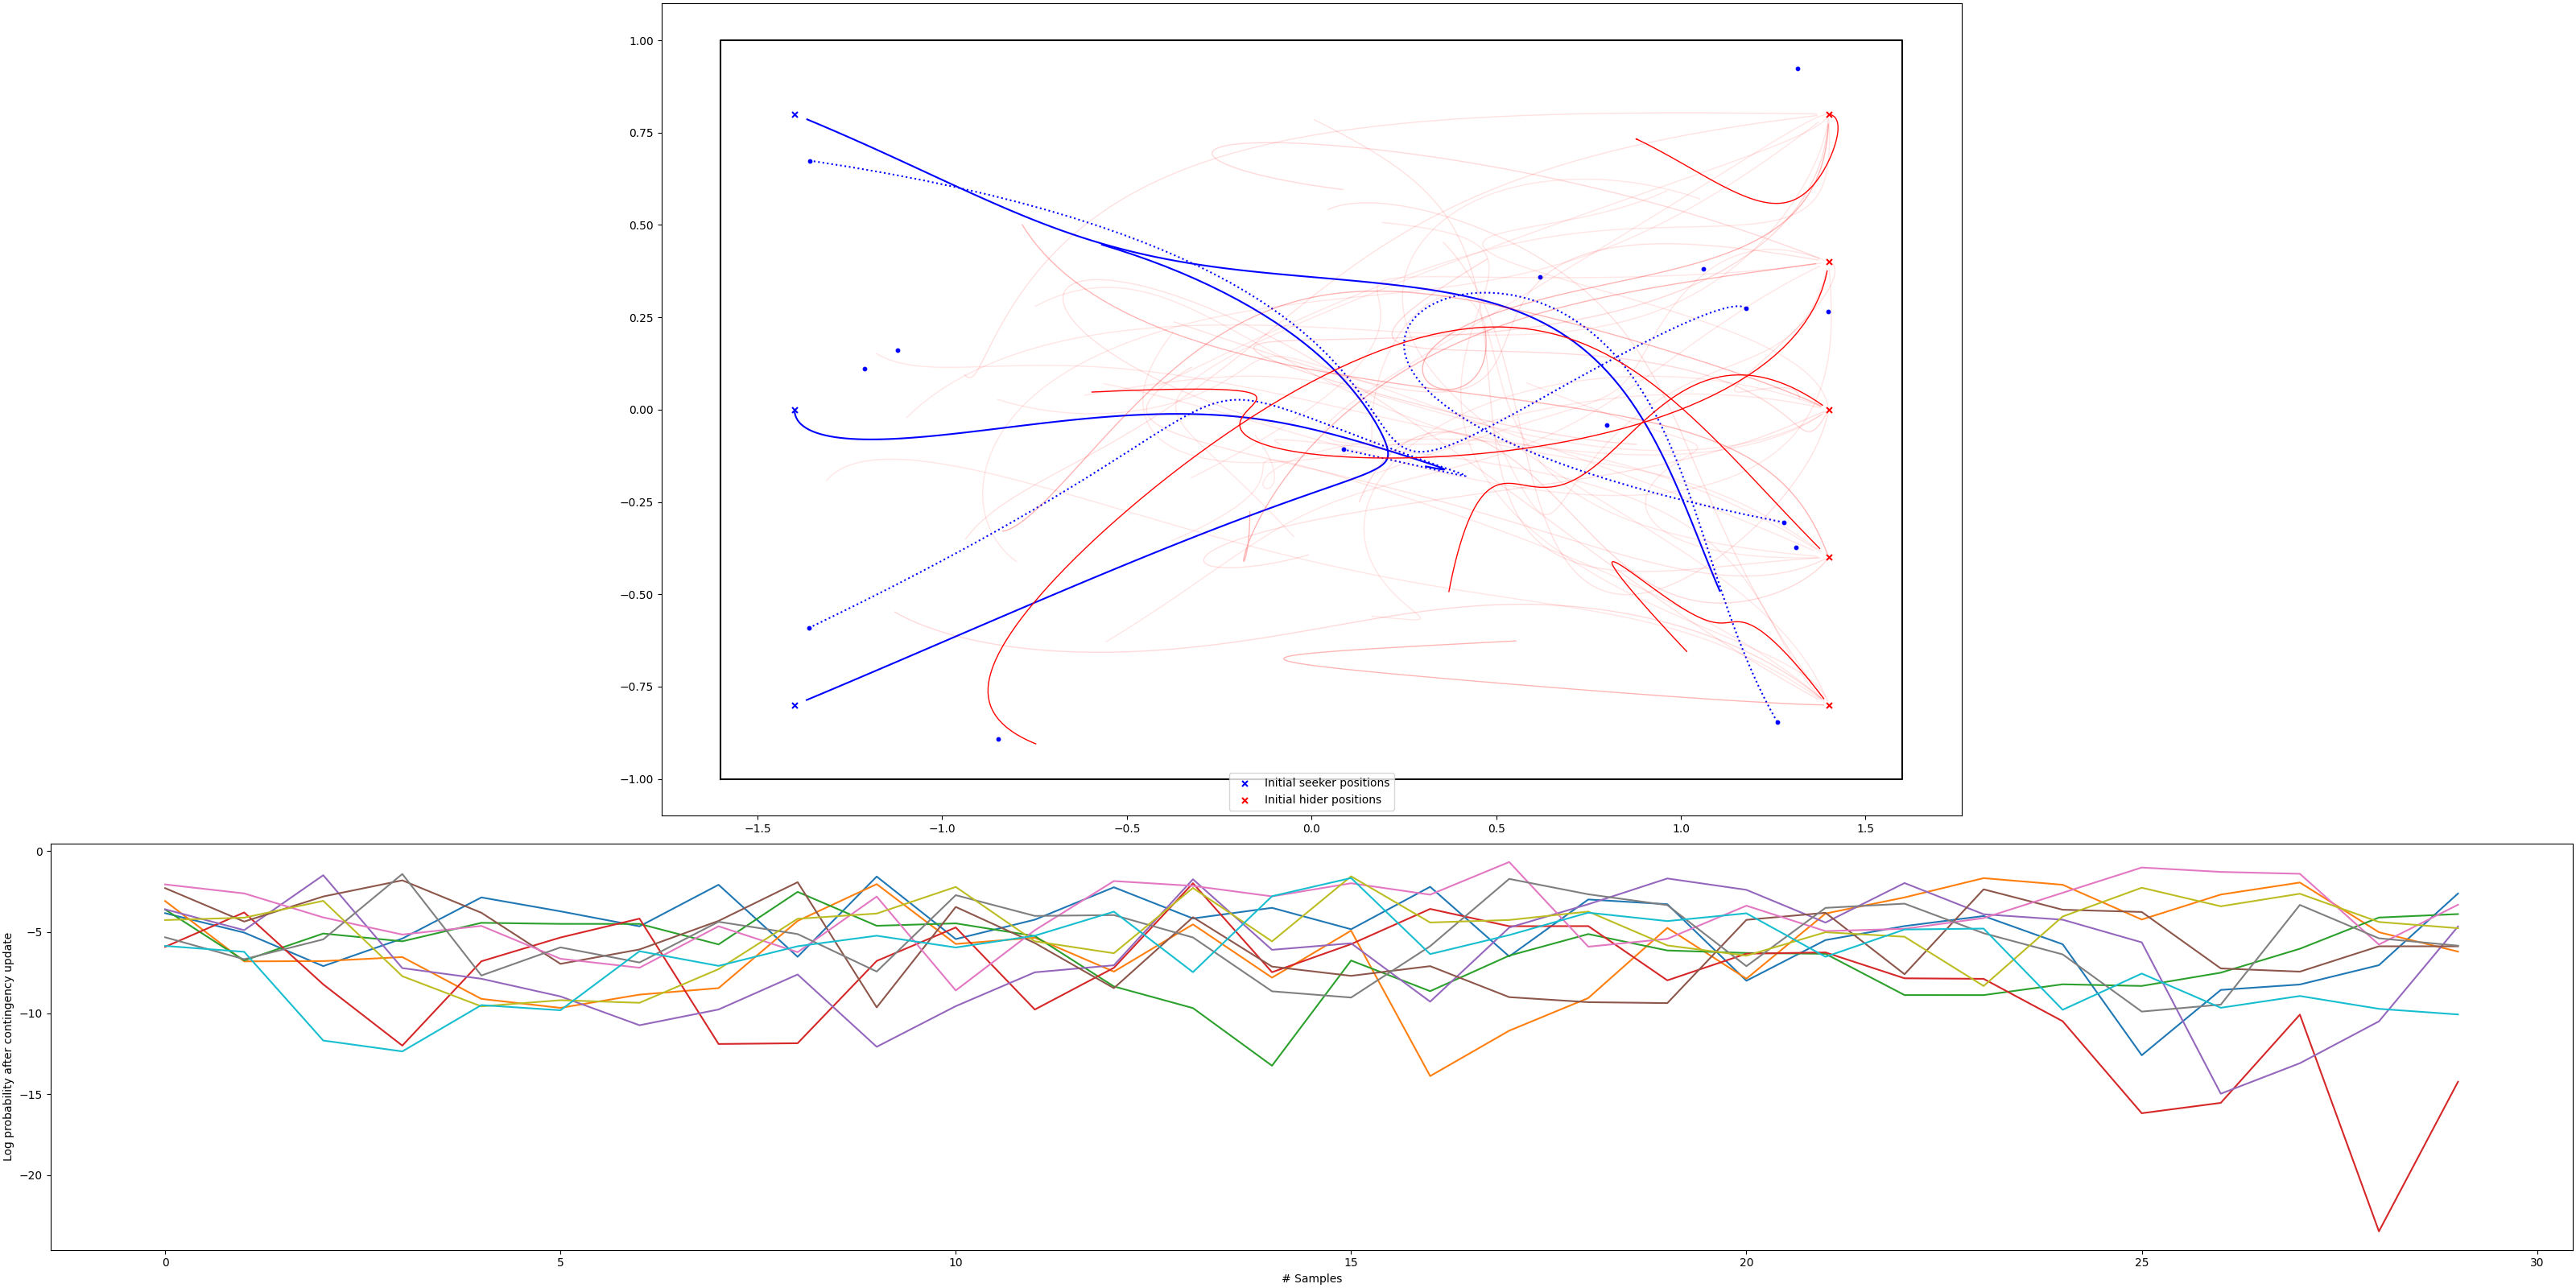 1.00
0.75
0.50
0.25
0.00
−0.25
−0.50
−0.75
−1.00
Initial seeker positions
Initial hider positions
−1.5 −1.0 −0.5 0.0 0.5 1.0 1.5
0
−5
−10
−15
−20
Log probability after contingency update
0 5 10 15 20 25 30
# Samples